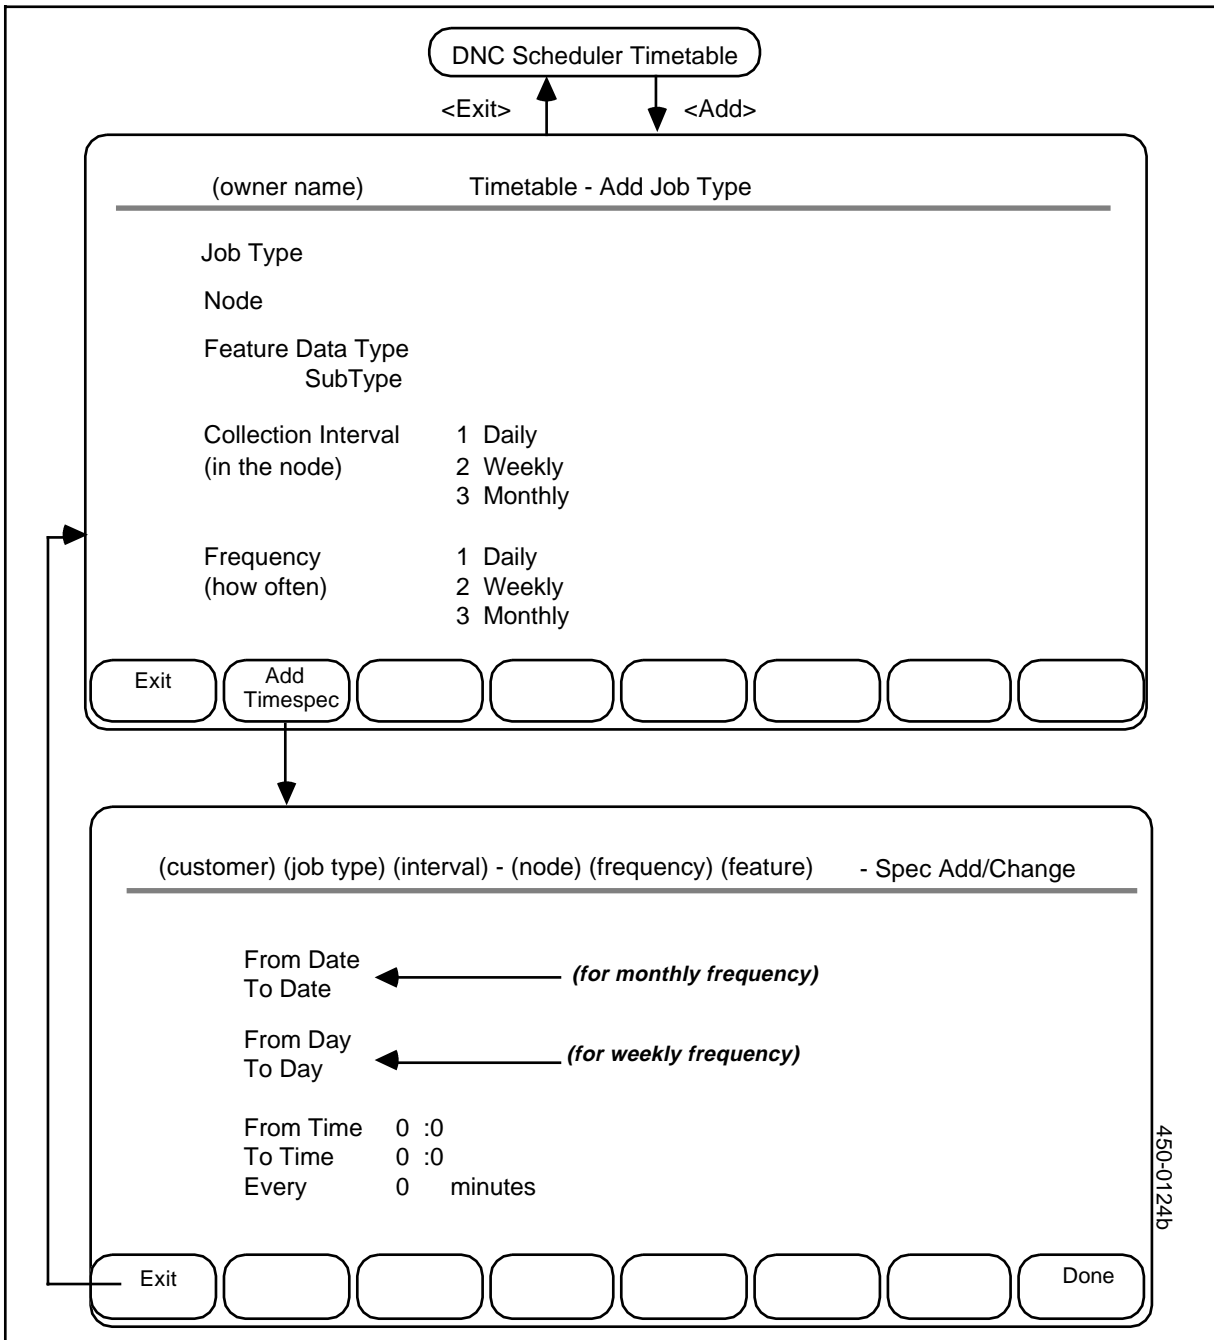 DNC Scheduler Timetable
<Exit> <Add>
(owner name) Timetable - Add Job Type
Job Type
Node
Feature Data Type
SubType
Collection Interval 1 Daily
(in the node) 2 Weekly
3 Monthly
Frequency 1 Daily
(how often) 2 Weekly
3 Monthly
Exit Add
Timespec
(customer) (job type) (interval) - (node) (frequency) (feature) - Spec Add/Change
From Date
To Date
(for monthly frequency)
From Day
To Day
(for weekly frequency)
From Time 0 :0
To Time 0 :0
Every 0 minutes
Exit Done
450-0124b